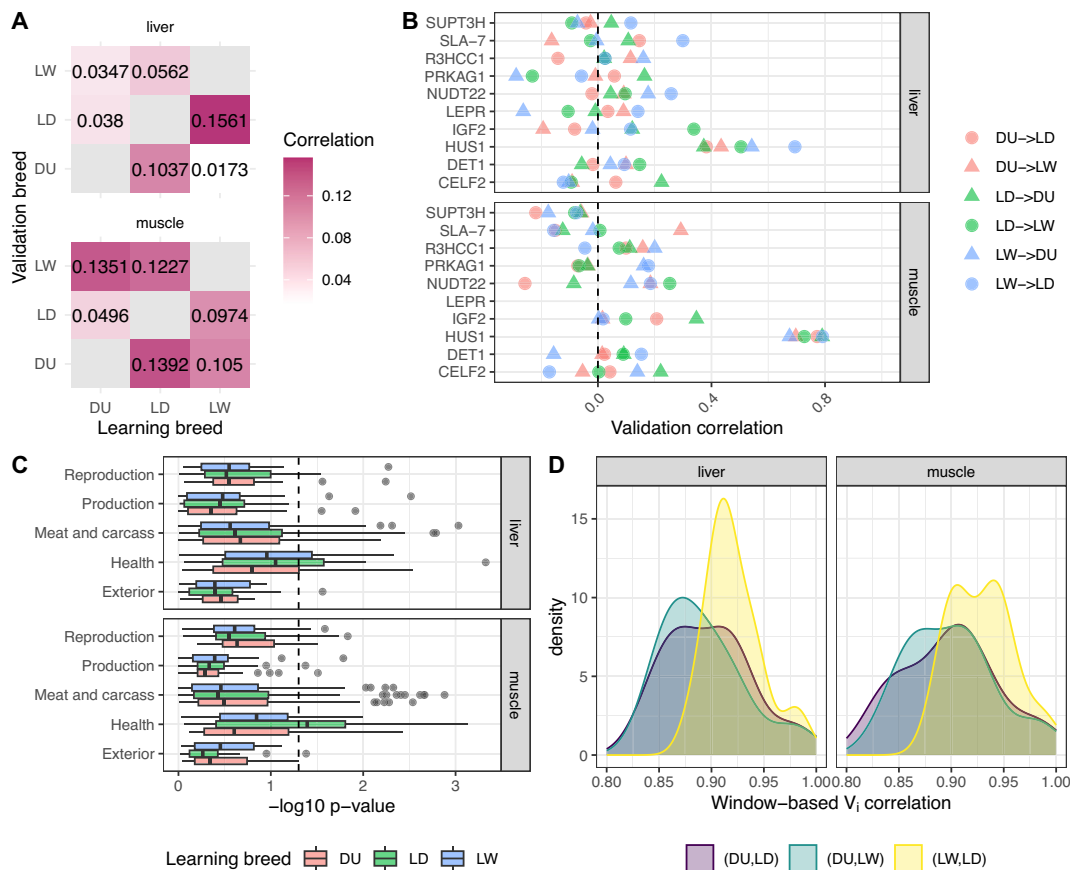 A
liver
LW 0.0347 0.0562
LD 0.038 0.1561
DU 0.1037 0.0173
muscle
LW 0.1351 0.1227
LD 0.0496 0.0974
DU 0.1392 0.105
DU LD LW
Learning breed
Validation breed
Correlation
0.12
0.08
0.04
B
SUPT3H
SLA-7
R3HCC1
PRKAG1
NUDT22
LEPR
IGF2
HUS1
DET1
CELF2
liver
SUPT3H
SLA-7
R3HCC1
PRKAG1
NUDT22
LEPR
IGF2
HUS1
DET1
CELF2
muscle
0.0 0.4 0.8
Validation correlation
DU->LD
DU->LW
LD->DU
LD->LW
LW->DU
LW->LD
C
Reproduction
Production
Meat and carcass
Health
Exterior
liver
Reproduction
Production
Meat and carcass
Health
Exterior
muscle
0 1 2 3
-log10 p-value
Learning breed DU LD LW
D
liver muscle
15
10
5
0
density
0.80 0.85 0.90 0.95 1.00 0.80 0.85 0.90 0.95 1.00
Window-based Vi correlation
(DU,LD) (DU,LW) (LW,LD)